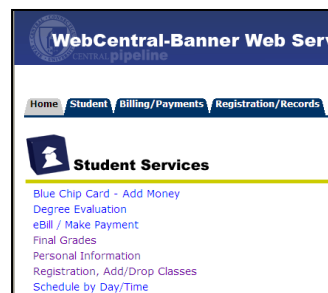 WebCentral-Banner Web Serv
CENTRAL pipeline
Home Student Billing/Payments Registration/Records
Student Services
Blue Chip Card - Add Money
Degree Evaluation
eBill / Make Payment
Final Grades
Personal Information
Registration, Add/Drop Classes
Schedule by Day/Time